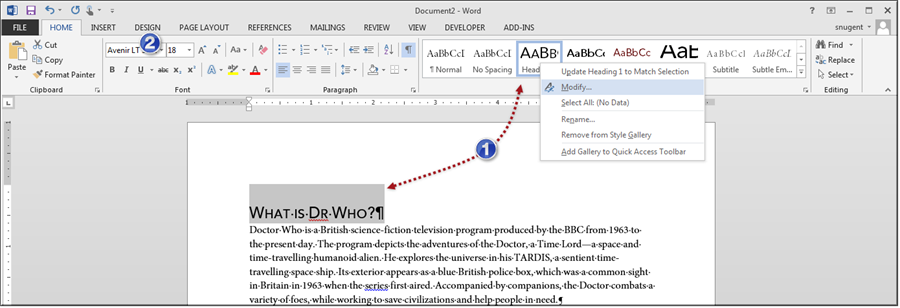 Document2 - Word
FILE HOME INSERT DESIGN PAGE LAYOUT REFERENCES MAILINGS REVIEW VIEW DEVELOPER ADD-INS snugent
Paste Cut Copy Format Painter
Clipboard
Avenir LT 18
2
B I U abc
Font
Paragraph
AaBbCcI ¶ Normal
AaBbCcI No Spacing
AABB Head
AaBbCc
AaBbCc
AaB
AaBbCcI Subtitle
AaBbCcI Subtle Em...
Find
Replace
Select
Editing
Update Heading 1 to Match Selection
Modify...
Select All: (No Data)
Rename...
Remove from Style Gallery
Add Gallery to Quick Access Toolbar
1
What·is·Dr·Who?¶
Doctor·Who·is·a·British·science-fiction·television·program·produced·by·the·BBC·from·1963·to·
the·present·day.·The·program·depicts·the·adventures·of·the·Doctor,·a·Time·Lord—a·space·and·
time-travelling·humanoid·alien.·He·explores·the·universe·in·his·TARDIS,·a·sentient·time-
travelling·space·ship.·Its·exterior·appears·as·a·blue·British·police·box,·which·was·a·common·sight·
in·Britain·in·1963·when·the·series·first·aired.·Accompanied·by·companions,·the·Doctor·combats·a·
variety·of·foes,·while·working·to·save·civilizations·and·help·people·in·need.¶